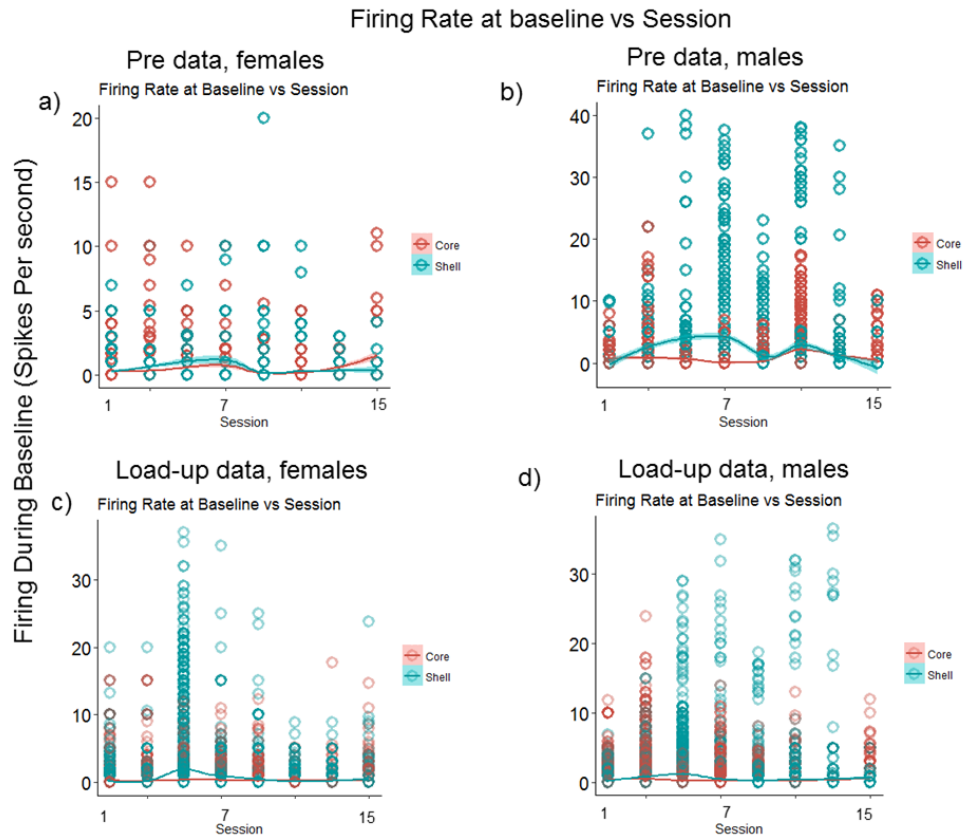 Firing Rate at baseline vs Session
Firing During Baseline (Spikes Per second)
Pre data, females
a)
Firing Rate at Baseline vs Session
20
15
10
5
0
1
7
15
Session
Core
Shell
Pre data, males
b)
Firing Rate at Baseline vs Session
40
30
20
10
0
1
7
15
Session
Core
Shell
Load-up data, females
c)
Firing Rate at Baseline vs Session
30
20
10
0
1
7
15
Session
Core
Shell
Load-up data, males
d)
Firing Rate at Baseline vs Session
30
20
10
0
1
7
15
Session
Core
Shell